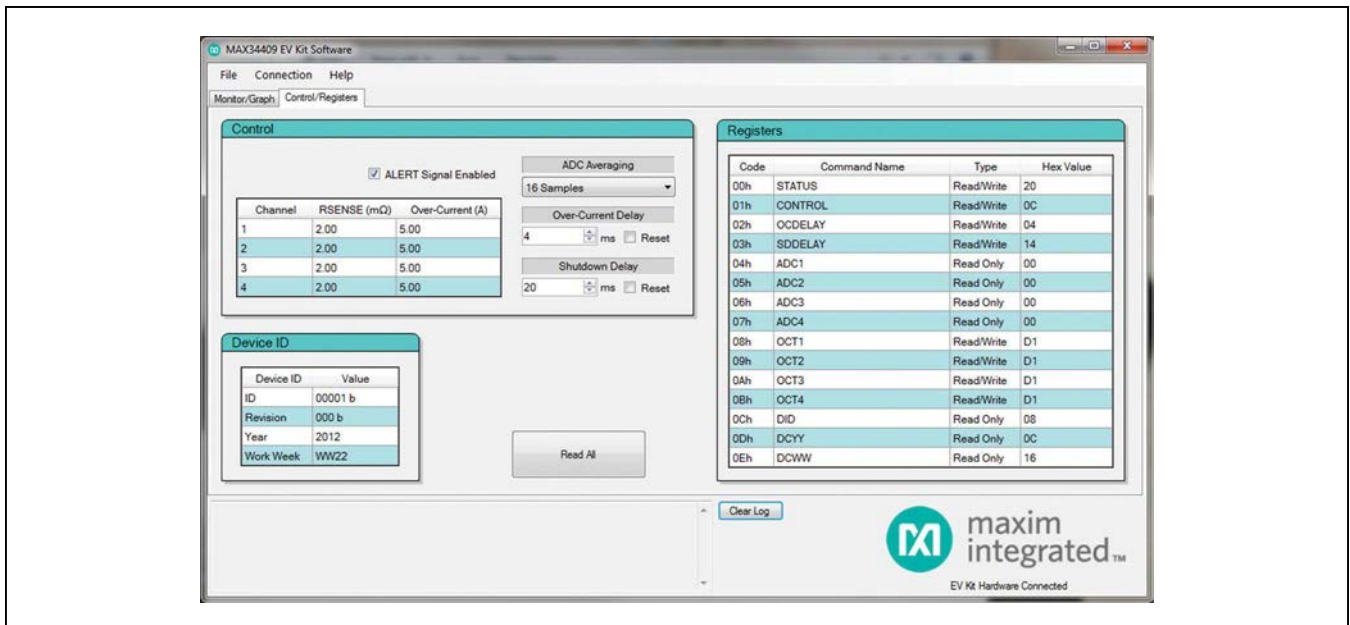 MAX34409 EV Kit Software
File Connection Help
Monitor/Graph Control/Registers
Control
ALERT Signal Enabled
Channel RSENSE (mΩ) Over-Current (A)
1 2.00 5.00
2 2.00 5.00
3 2.00 5.00
4 2.00 5.00
ADC Averaging
16 Samples
Over-Current Delay
4 ms Reset
Shutdown Delay
20 ms Reset
Device ID
Device ID Value
ID 00001 b
Revision 000 b
Year 2012
Work Week WW22
Read All
Registers
Code Command Name Type Hex Value
00h STATUS Read/Write 20
01h CONTROL Read/Write 0C
02h OCDELAY Read/Write 04
03h SDDELAY Read/Write 14
04h ADC1 Read Only 00
05h ADC2 Read Only 00
06h ADC3 Read Only 00
07h ADC4 Read Only 00
08h OCT1 Read/Write D1
09h OCT2 Read/Write D1
0Ah OCT3 Read/Write D1
0Bh OCT4 Read/Write D1
0Ch DID Read Only 08
0Dh DCYY Read Only 0C
0Eh DCWW Read Only 16
Clear Log
maxim
integrated™
EV Kit Hardware Connected